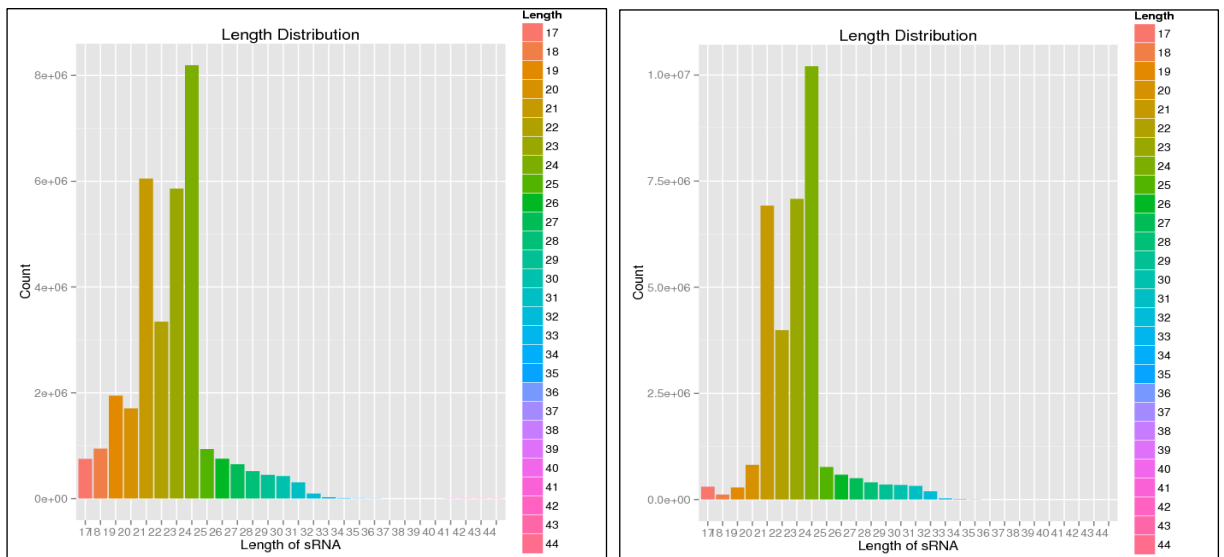 Length Distribution
Count
8e+06
6e+06
4e+06
2e+06
0e+00
17 18 19 20 21 22 23 24 25 26 27 28 29 30 31 32 33 34 35 36 37 38 39 40 41 42 43 44
Length of sRNA
Length
17
18
19
20
21
22
23
24
25
26
27
28
29
30
31
32
33
34
35
36
37
38
39
40
41
42
43
44
Length Distribution
Count
1.0e+07
7.5e+06
5.0e+06
2.5e+06
0.0e+00
17 18 19 20 21 22 23 24 25 26 27 28 29 30 31 32 33 34 35 36 37 38 39 40 41 42 43 44
Length of sRNA
Length
17
18
19
20
21
22
23
24
25
26
27
28
29
30
31
32
33
34
35
36
37
38
39
40
41
42
43
44